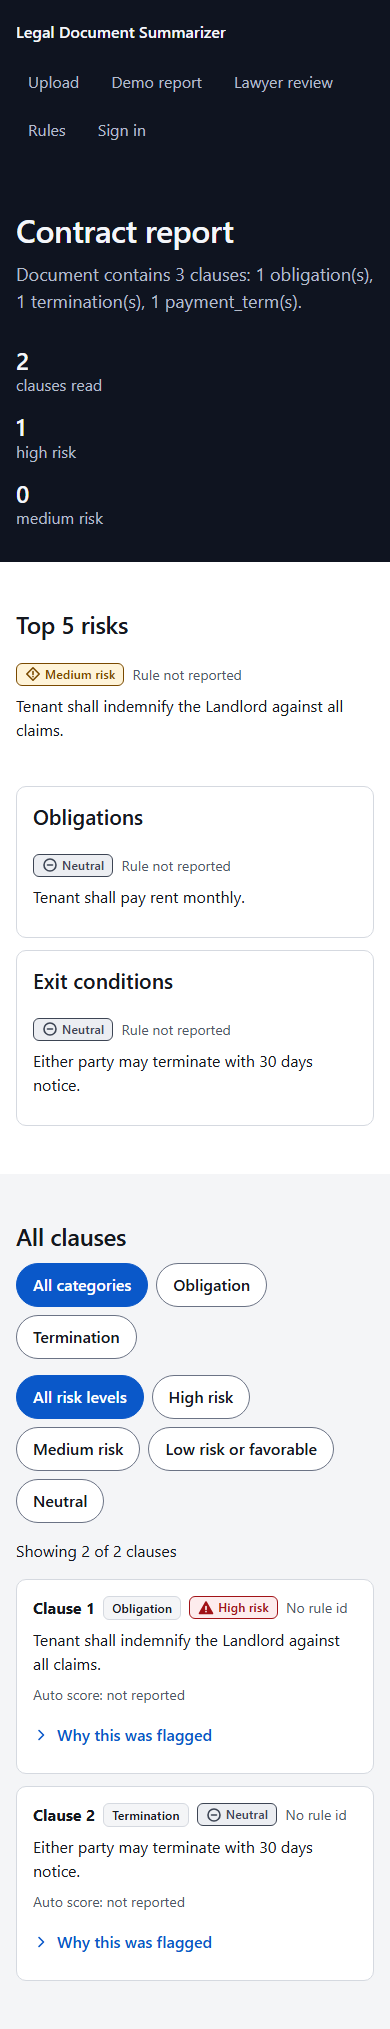 Legal Document Summarizer
Upload
Demo report
Lawyer review
Rules
Sign in
Contract report
Document contains 3 clauses: 1 obligation(s),
1 termination(s), 1 payment_term(s).
2
clauses read
1
high risk
0
medium risk
Top 5 risks
Medium risk
Rule not reported
Tenant shall indemnify the Landlord against all
claims.
Obligations
Neutral
Rule not reported
Tenant shall pay rent monthly.
Exit conditions
Neutral
Rule not reported
Either party may terminate with 30 days
notice.
All clauses
All categories
Obligation
Termination
All risk levels
High risk
Medium risk
Low risk or favorable
Neutral
Showing 2 of 2 clauses
Clause 1
Obligation
High risk
No rule id
Tenant shall indemnify the Landlord against
all claims.
Auto score: not reported
Why this was flagged
Clause 2
Termination
Neutral
No rule id
Either party may terminate with 30 days
notice.
Auto score: not reported
Why this was flagged